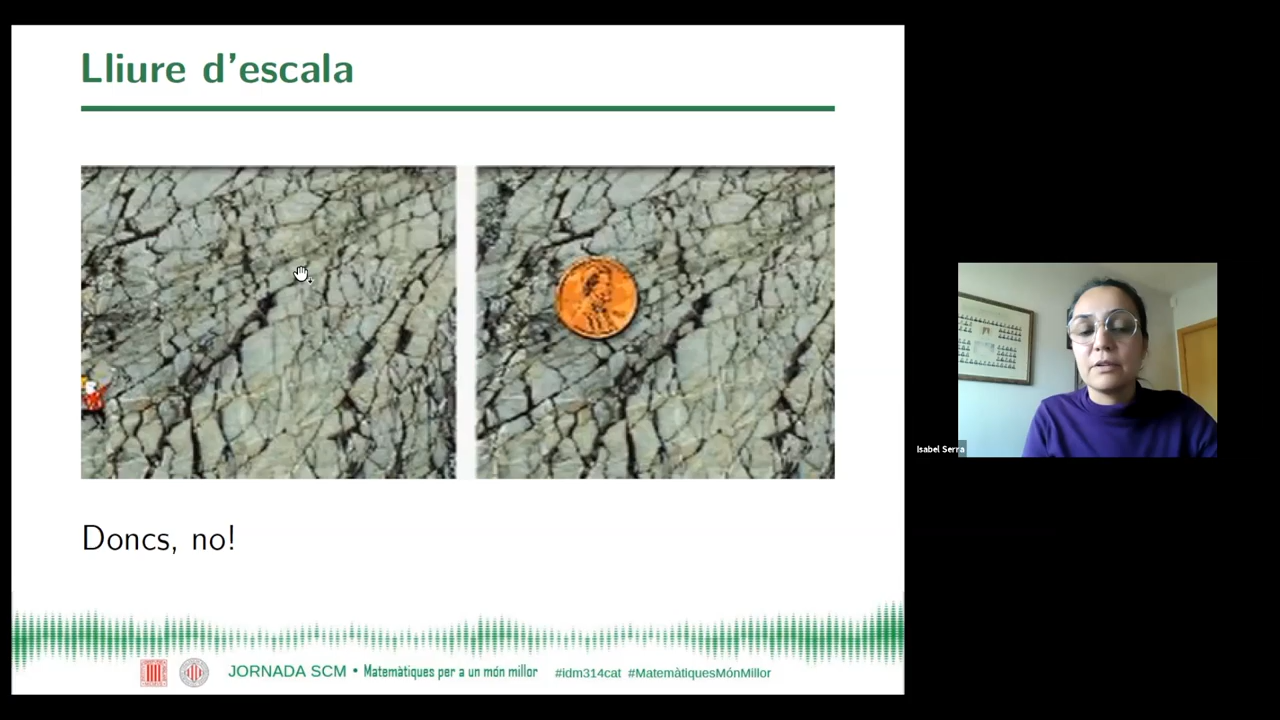 Lliure d'escala
Doncs, no!
JORNADA SCM • Matemàtiques per a un món millor #idm314cat #MatemàtiquesMónMillor
Isabel Serra